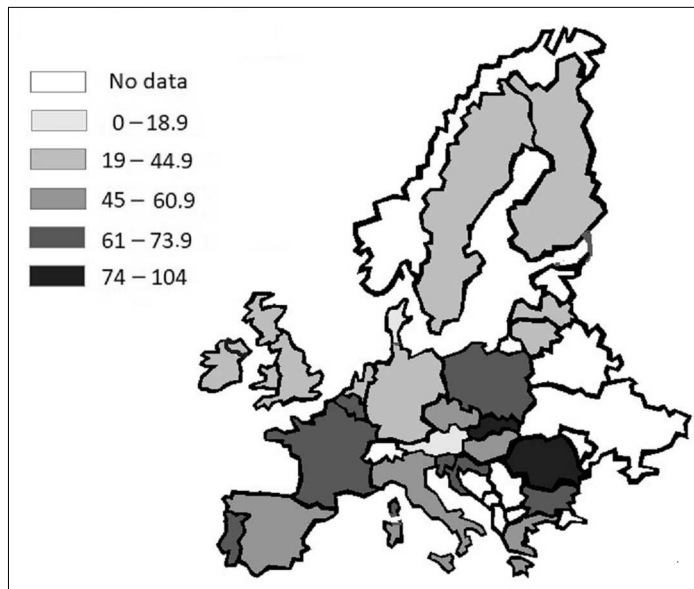 No data
0 – 18.9
19 – 44.9
45 – 60.9
61 – 73.9
74 – 104